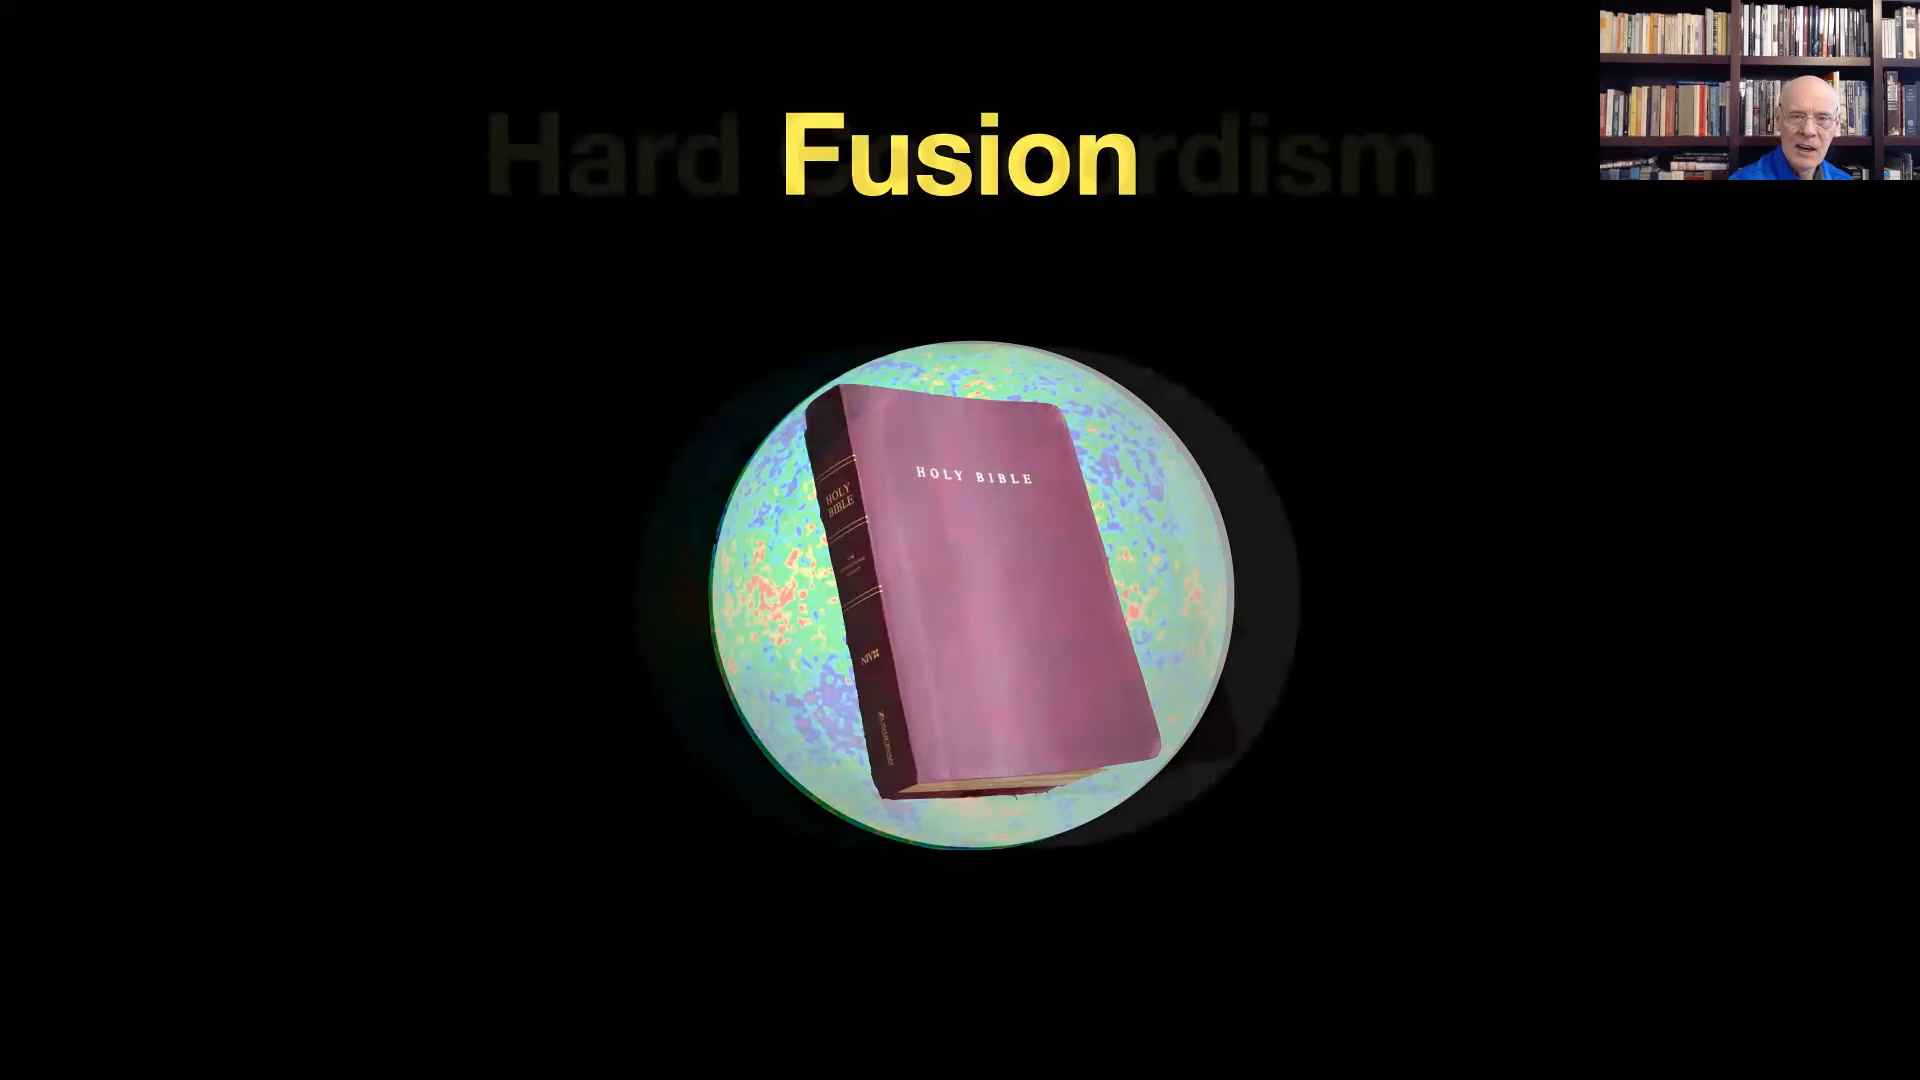 Fusion
Hard
rdism
HOLY BIBLE
HOLY
BIBLE
NIV